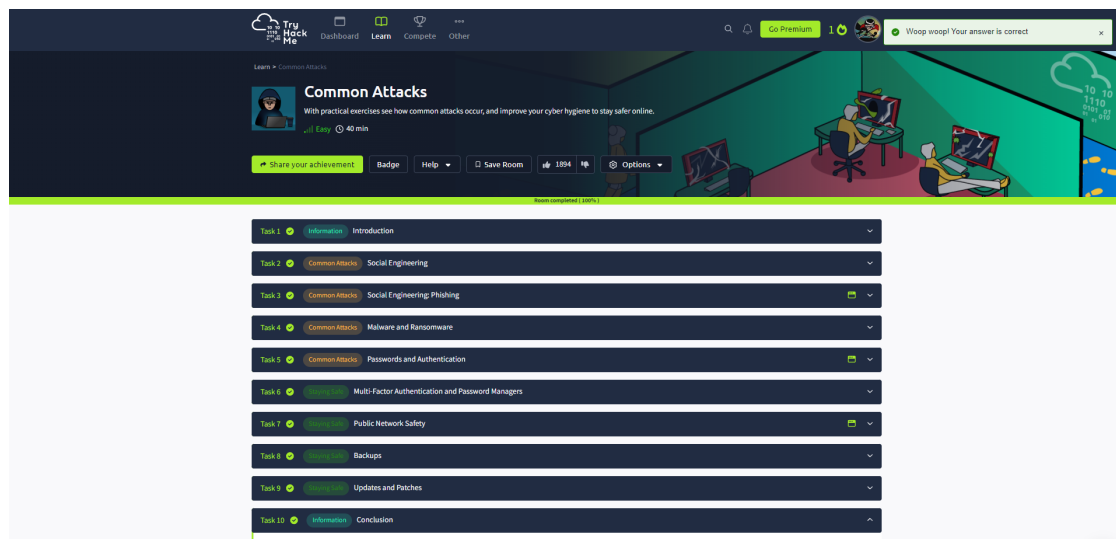 Try
Hack
Me
Dashboard
Learn
Compete
Other
Go Premium
1
Woop woop! Your answer is correct
×
Learn > Common Attacks
Common Attacks
With practical exercises see how common attacks occur, and improve your cyber hygiene to stay safer online.
Easy
40 min
Share your achievement
Badge
Help
Save Room
1894
Options
Room completed ( 100% )
Task 1 Information Introduction
Task 2 Common Attacks Social Engineering
Task 3 Common Attacks Social Engineering: Phishing
Task 4 Common Attacks Malware and Ransomware
Task 5 Common Attacks Passwords and Authentication
Task 6 Staying Safe Multi-Factor Authentication and Password Managers
Task 7 Staying Safe Public Network Safety
Task 8 Staying Safe Backups
Task 9 Staying Safe Updates and Patches
Task 10 Information Conclusion